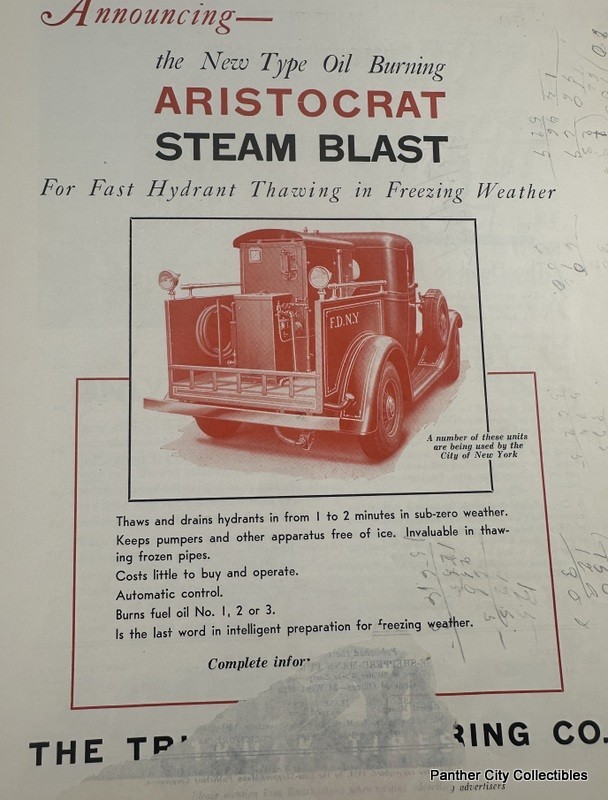 Announcing—
the New Type Oil Burning
ARISTOCRAT
STEAM BLAST
For Fast Hydrant Thawing in Freezing Weather
F.D.N.Y
A number of these units
are being used by the
City of New York
Thaws and drains hydrants in from 1 to 2 minutes in sub-zero weather.
Keeps pumpers and other apparatus free of ice. Invaluable in thaw-
ing frozen pipes.
Costs little to buy and operate.
Automatic control.
Burns fuel oil No. 1, 2 or 3.
Is the last word in intelligent preparation for freezing weather.
Complete infor
THE TRI RING CO.
advertisers
Panther City Collectibles